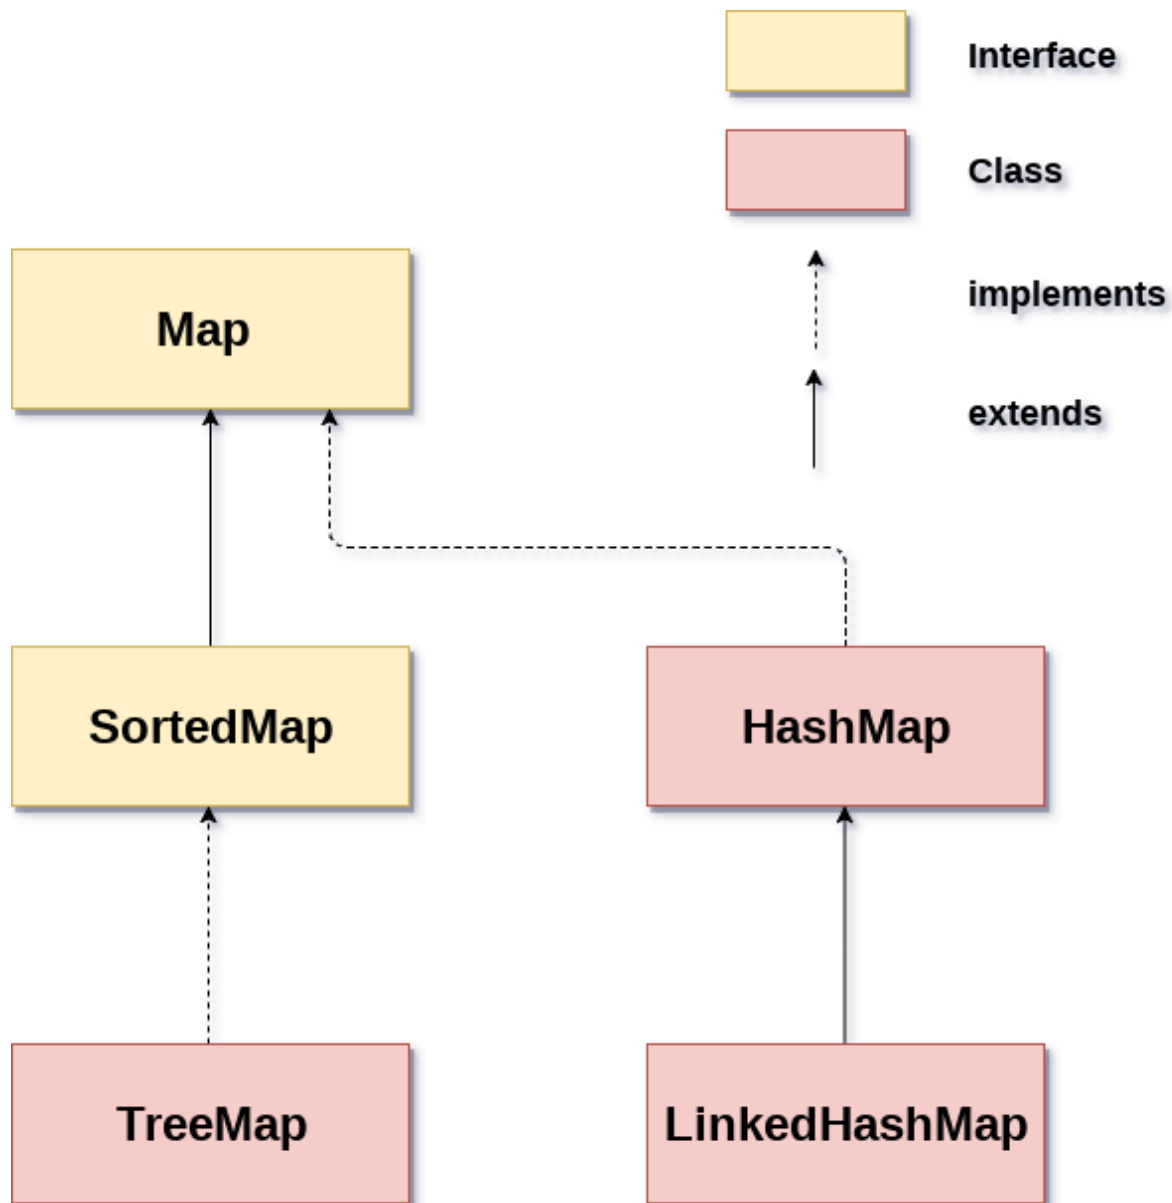 Interface
Class
implements
extends
Map
SortedMap
HashMap
TreeMap
LinkedHashMap